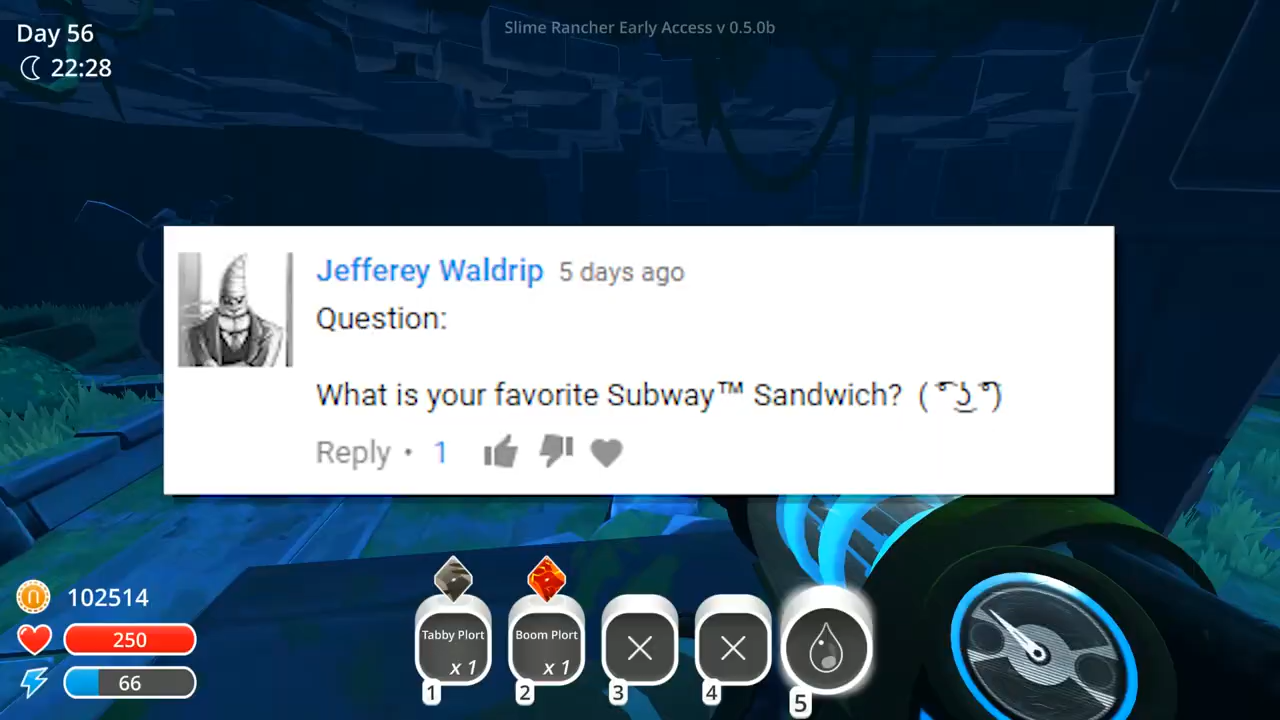 Day 56
22:28
Slime Rancher Early Access v 0.5.0b
Jefferey Waldrip 5 days ago
Question:
What is your favorite Subway™ Sandwich? ( ͡° ͜ʖ ͡°)
Reply • 1
102514
250
66
Tabby Plort
x 1
1
Boom Plort
x 1
2
3
4
5